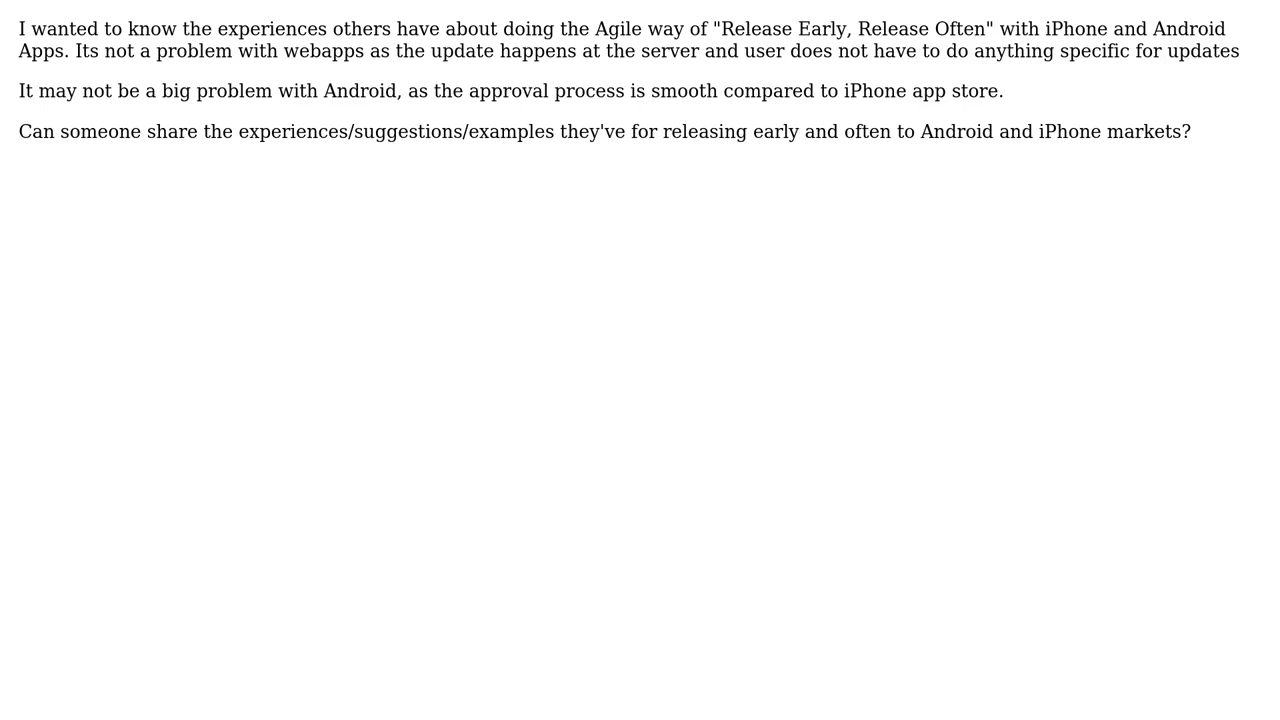 I wanted to know the experiences others have about doing the Agile way of "Release Early, Release Often" with iPhone and Android
Apps. Its not a problem with webapps as the update happens at the server and user does not have to do anything specific for updates
It may not be a big problem with Android, as the approval process is smooth compared to iPhone app store.
Can someone share the experiences/suggestions/examples they've for releasing early and often to Android and iPhone markets?